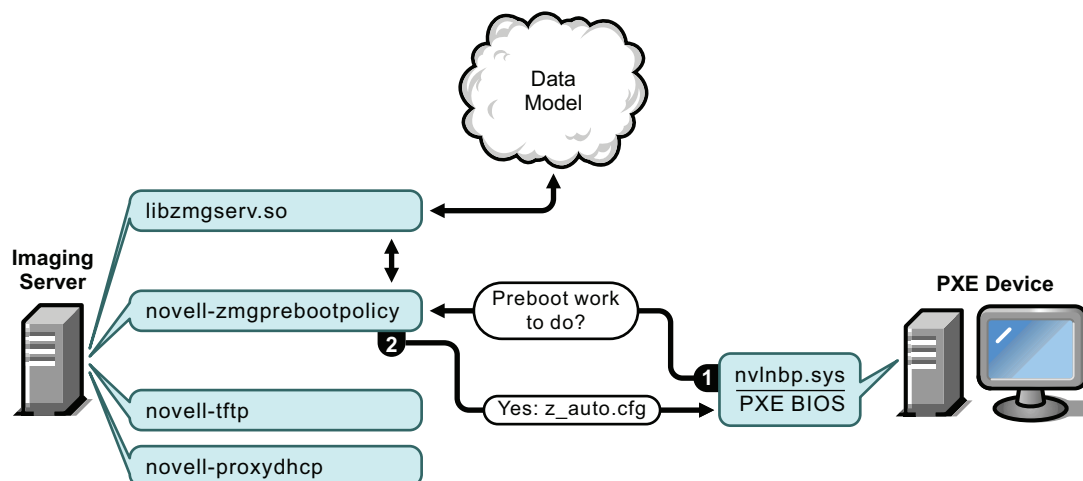 Data
Model
libzmgserv.so
Imaging
Server
novell-zmgprebootpolicy
Preboot work
to do?
PXE Device
2
1
nvlnbp.sys
PXE BIOS
Yes: z_auto.cfg
novell-tftp
novell-proxydhcp